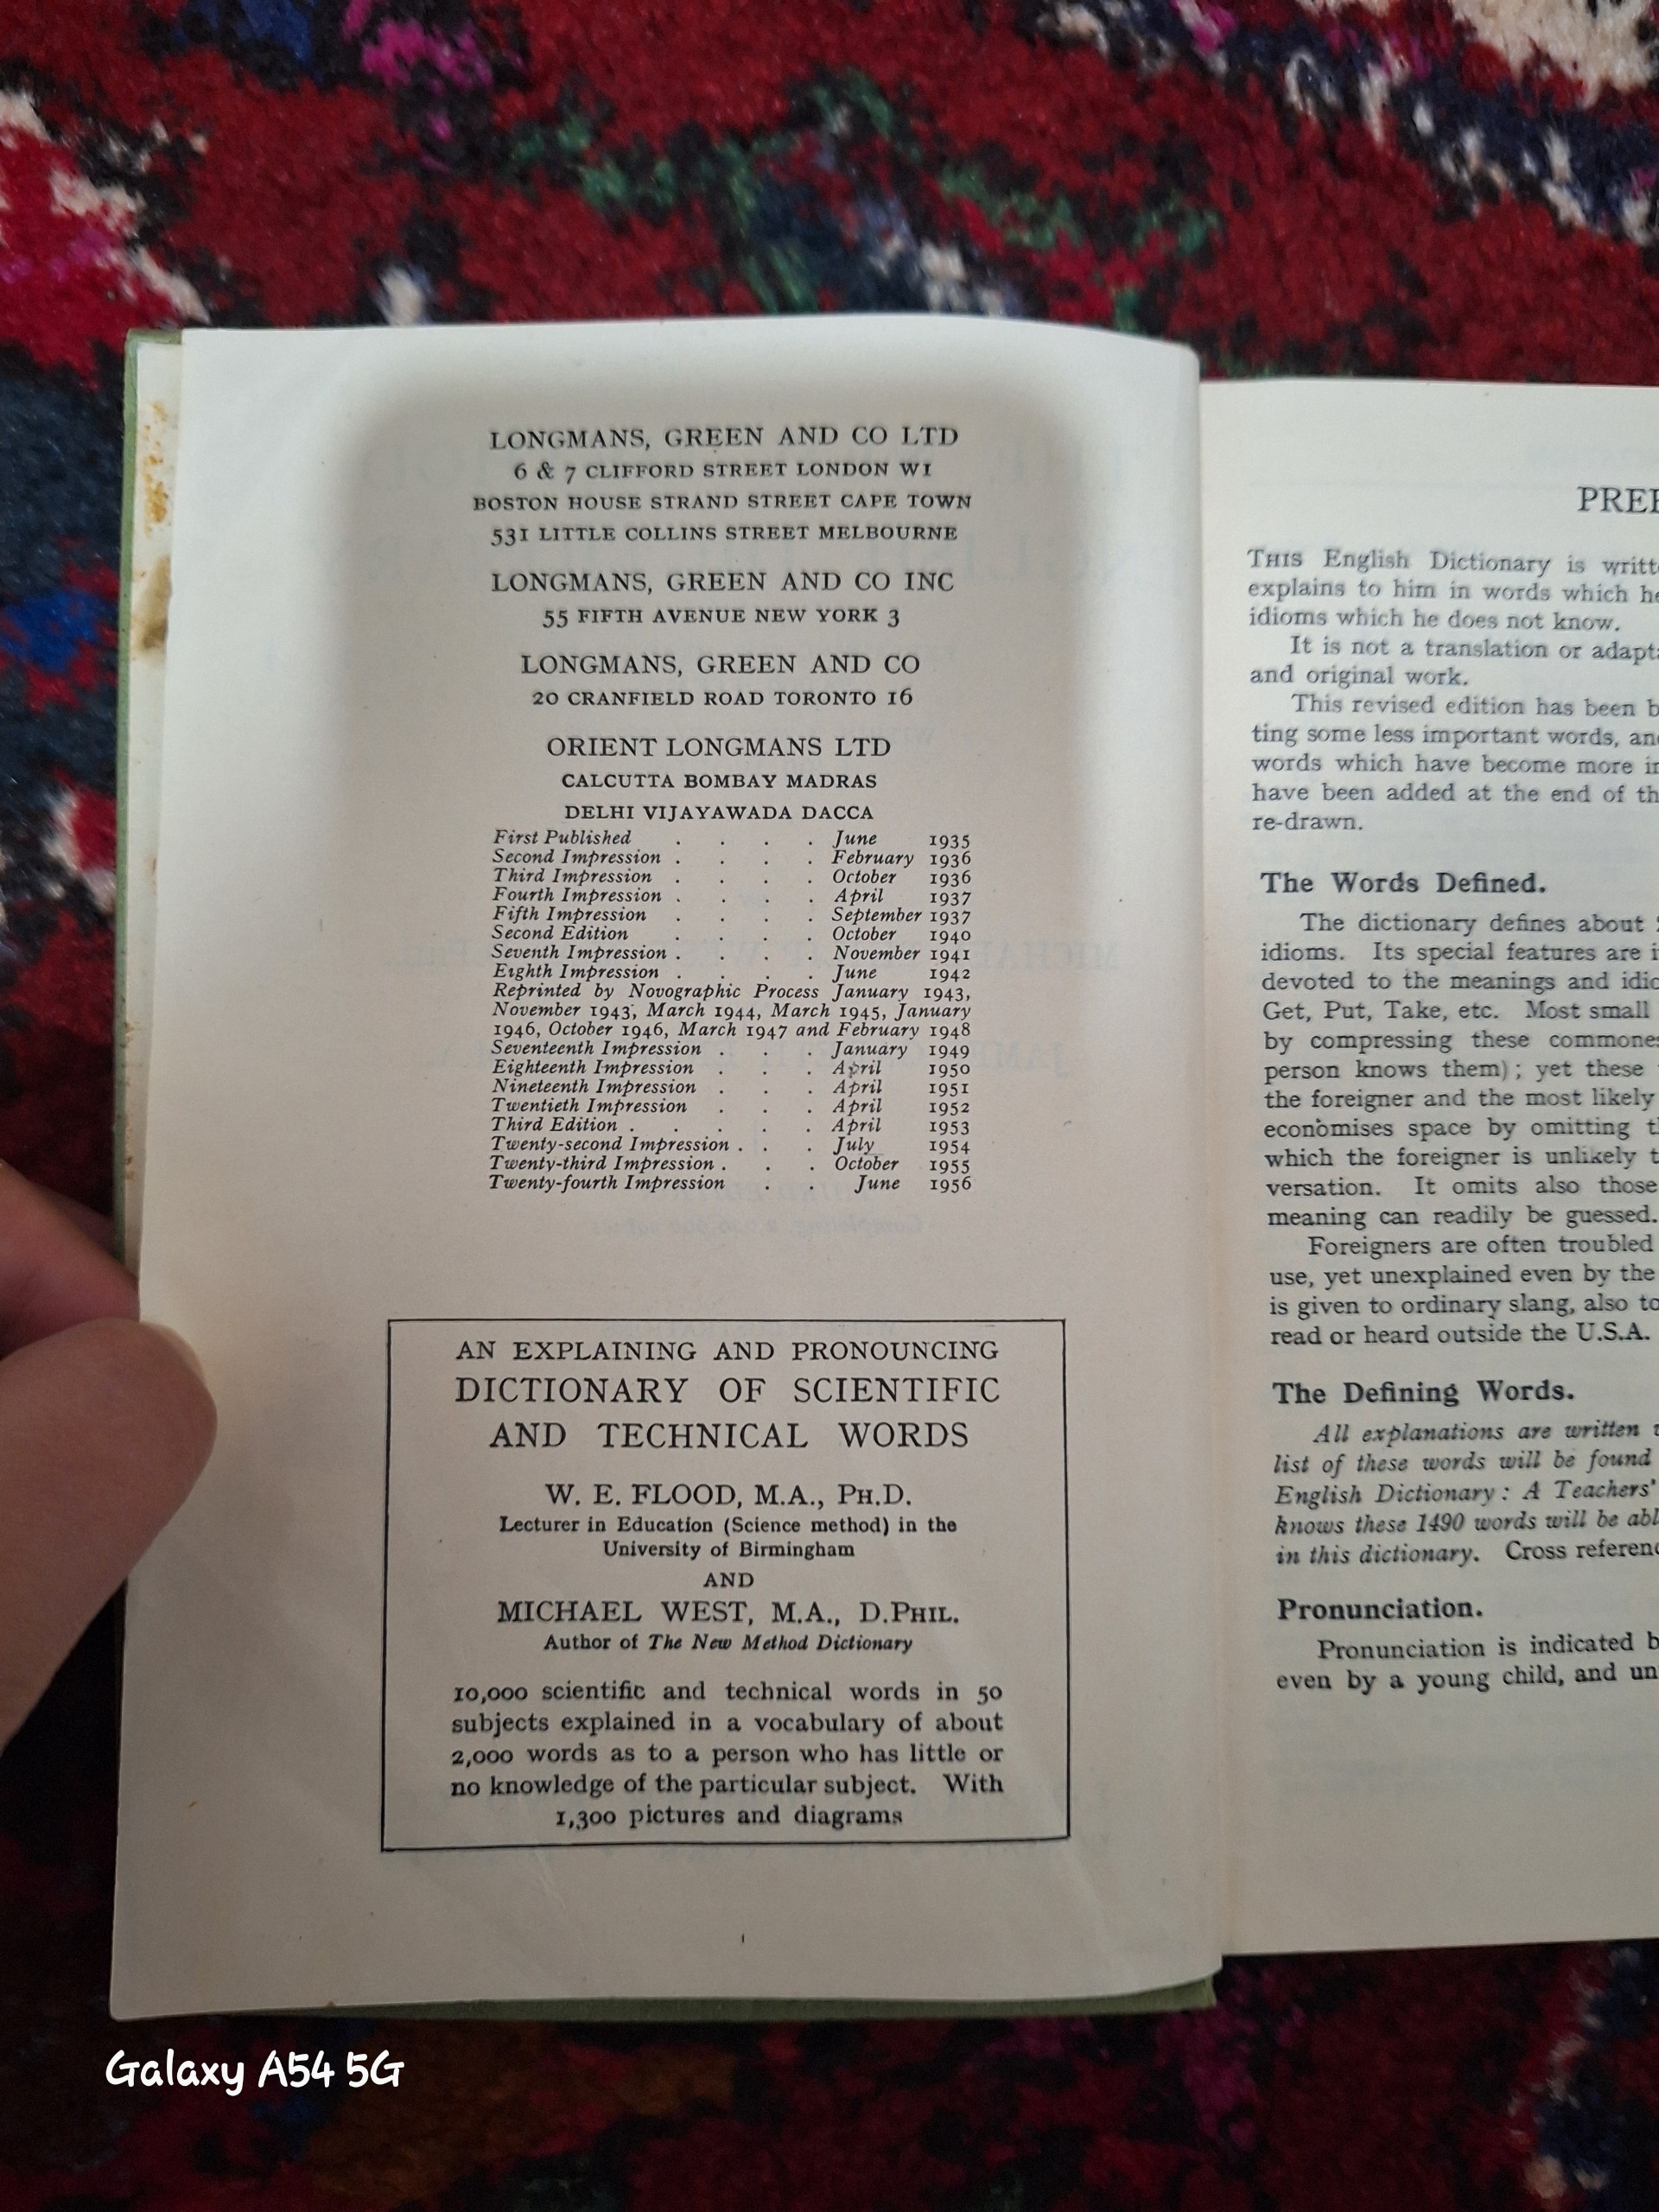 LONGMANS, GREEN AND CO LTD
6 & 7 CLIFFORD STREET LONDON W1
BOSTON HOUSE STRAND STREET CAPE TOWN
531 LITTLE COLLINS STREET MELBOURNE
LONGMANS, GREEN AND CO INC
55 FIFTH AVENUE NEW YORK 3
LONGMANS, GREEN AND CO
20 CRANFIELD ROAD TORONTO 16
ORIENT LONGMANS LTD
CALCUTTA BOMBAY MADRAS
DELHI VIJAYAWADA DACCA
First Published . . . . June 1935
Second Impression . . . . February 1936
Third Impression . . . . October 1936
Fourth Impression . . . . April 1937
Fifth Impression . . . . September 1937
Second Edition . . . . October 1940
Seventh Impression . . . . November 1941
Eighth Impression . . . . June 1942
Reprinted by Novographic Process January 1943,
November 1943, March 1944, March 1945, January
1946, October 1946, March 1947 and February 1948
Seventeenth Impression . . . January 1949
Eighteenth Impression . . . April 1950
Nineteenth Impression . . . April 1951
Twentieth Impression . . . April 1952
Third Edition . . . . . April 1953
Twenty-second Impression . . . July 1954
Twenty-third Impression . . . October 1955
Twenty-fourth Impression . . June 1956
AN EXPLAINING AND PRONOUNCING
DICTIONARY OF SCIENTIFIC
AND TECHNICAL WORDS
W. E. FLOOD, M.A., PH.D.
Lecturer in Education (Science method) in the
University of Birmingham
AND
MICHAEL WEST, M.A., D.PHIL.
Author of The New Method Dictionary
10,000 scientific and technical words in 50
subjects explained in a vocabulary of about
2,000 words as to a person who has little or
no knowledge of the particular subject. With
1,300 pictures and diagrams
THIS English Dictionary is
explains to him in words which
idioms which he does not know.
It is not a translation or
and original work.
This revised edition has been
ting some less important words,
words which have become more
have been added at the end of
re-drawn.
The Words Defined.
The dictionary defines about
idioms. Its special features are
devoted to the meanings and
Get, Put, Take, etc. Most small
by compressing these
person knows them); yet these
the foreigner and the most likely
economises space by omitting
which the foreigner is unlikely
versation. It omits also those
meaning can readily be guessed.
Foreigners are often troubled
use, yet unexplained even by the
is given to ordinary slang, also
read or heard outside the U.S.A.
The Defining Words.
All explanations are written
list of these words will be found
English Dictionary: A Teachers'
knows these 1490 words will be
in this dictionary. Cross
Pronunciation.
Pronunciation is indicated
even by a young child, and
Galaxy A54 5G